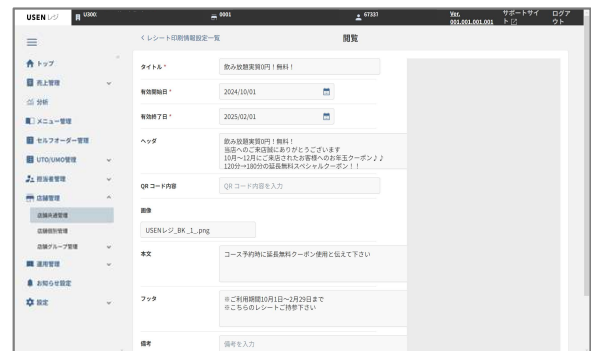 USEN レジ
U300:
0001
67337
Ver.
001.001.001.001
サポートサイ
ト
ログア
ウト
トップ
売上管理
分析
メニュー管理
セルフオーダー管理
UTO/UMO管理
担当者管理
店舗管理
店舗共通管理
店舗個別管理
店舗グループ管理
運用管理
お知らせ設定
設定
< レシート印刷情報設定一覧
閲覧
タイトル *
飲み放題実質0円!無料!
有効開始日 *
2024/10/01
有効終了日 *
2025/02/01
ヘッダ
飲み放題実質0円!無料!
当店へのご来店誠にありがとうございます
10月~12月にご来店されたお客様へのお年玉クーポン♪♪
120分→180分の延長無料スペシャルクーポン!!
QR コード内容
QR コード内容を入力
画像
USENレジ_BK _1_.png
本文
コース予約時に延長無料クーポン使用と伝えて下さい
フッタ
※ご利用期間10月1日~2月29日まで
※こちらのレシートご持参下さい
備考
備考を入力